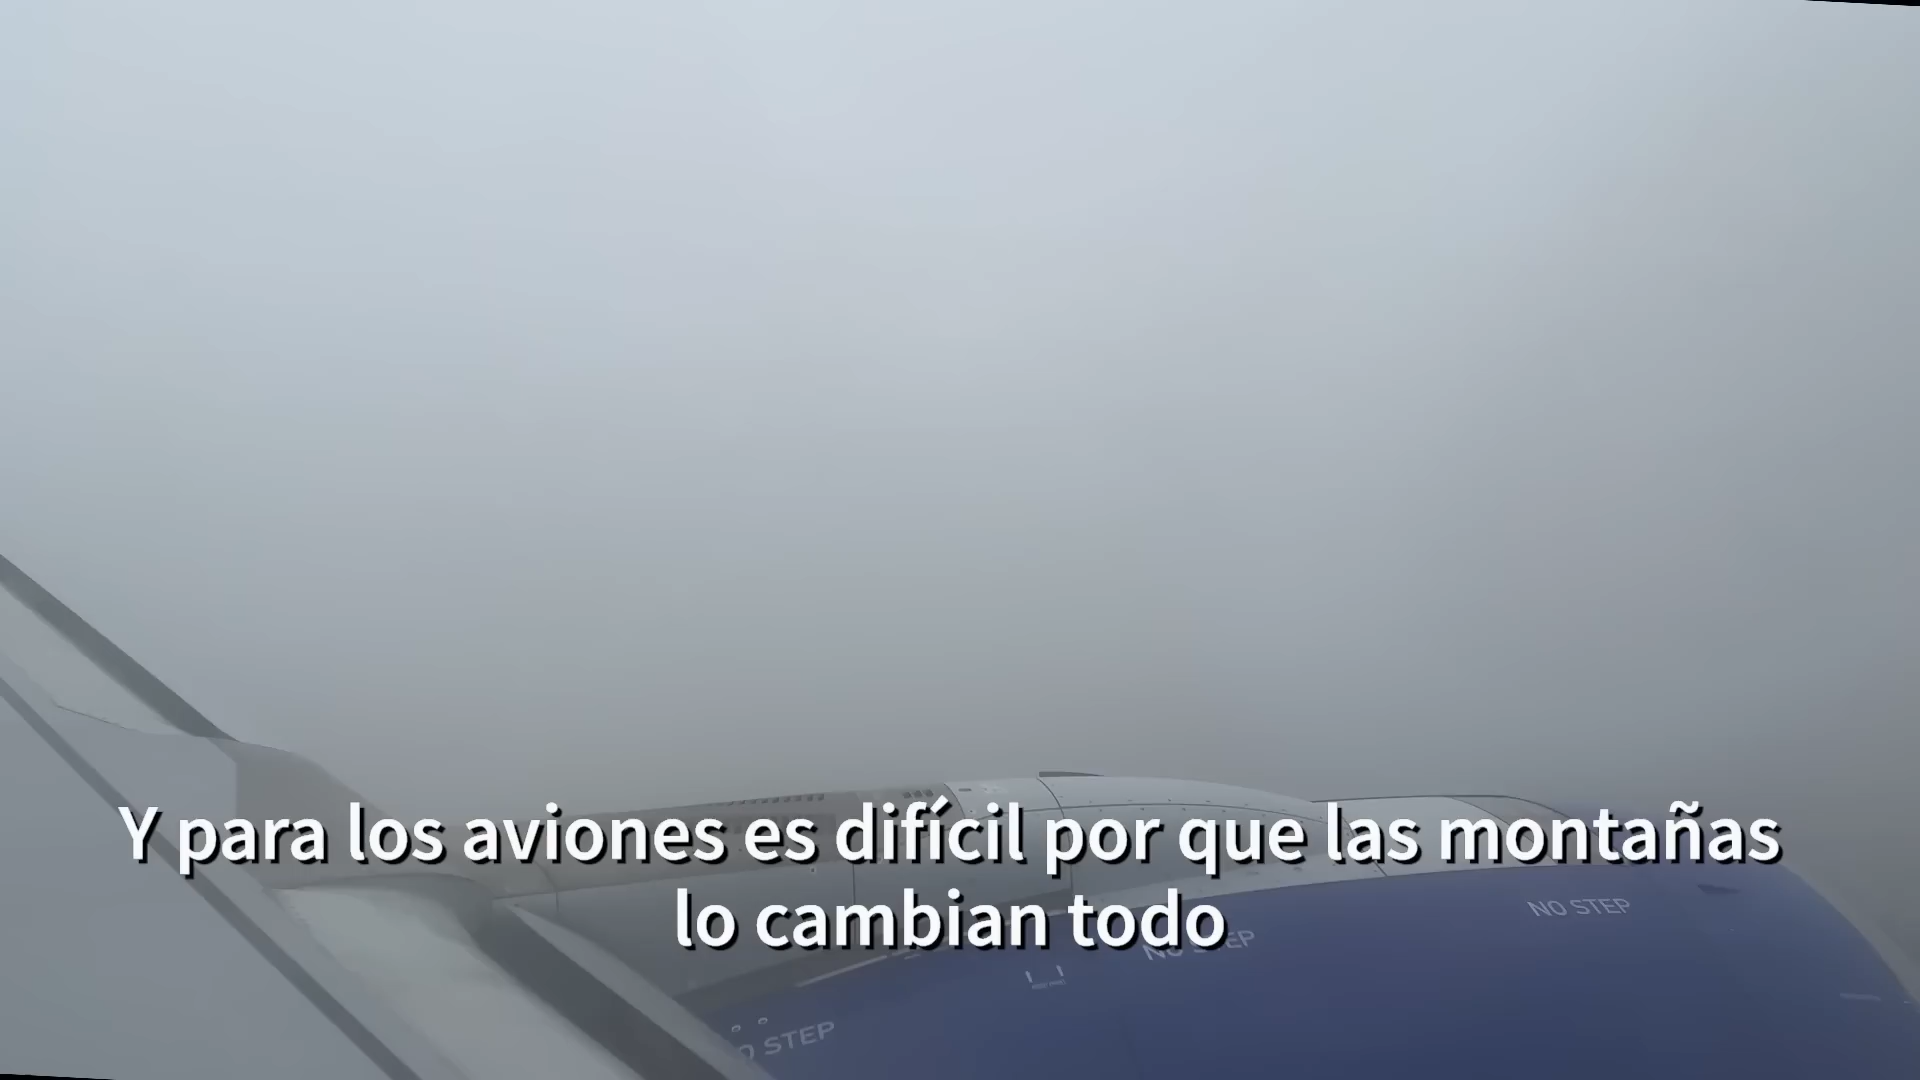 Y para los aviones es difícil por que las montañas
lo cambian todo
NO STEP
NO STEP
O STEP